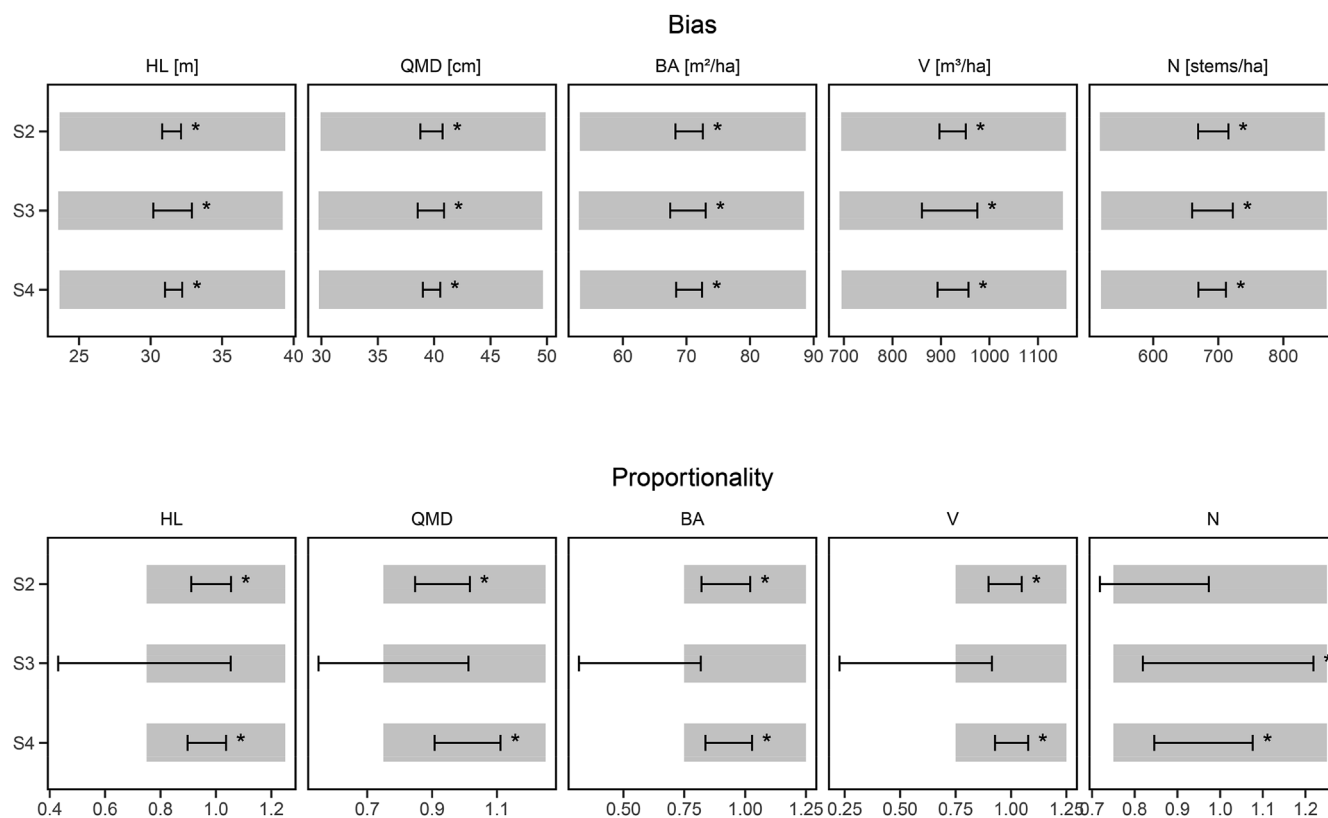 Bias
HL [m] QMD [cm] BA [m²/ha] V [m³/ha] N [stems/ha]
S2 * * * * *
S3 * * * * *
S4 * * * * *
25 30 35 40 30 35 40 45 50 60 70 80 90 700 800 900 1000 1100 600 700 800
Proportionality
HL QMD BA V N
S2 * * * *
S3 *
S4 * * * * *
0.4 0.6 0.8 1.0 1.2 0.7 0.9 1.1 0.50 0.75 1.00 1.25 0.25 0.50 0.75 1.00 1.25 0.7 0.8 0.9 1.0 1.1 1.2